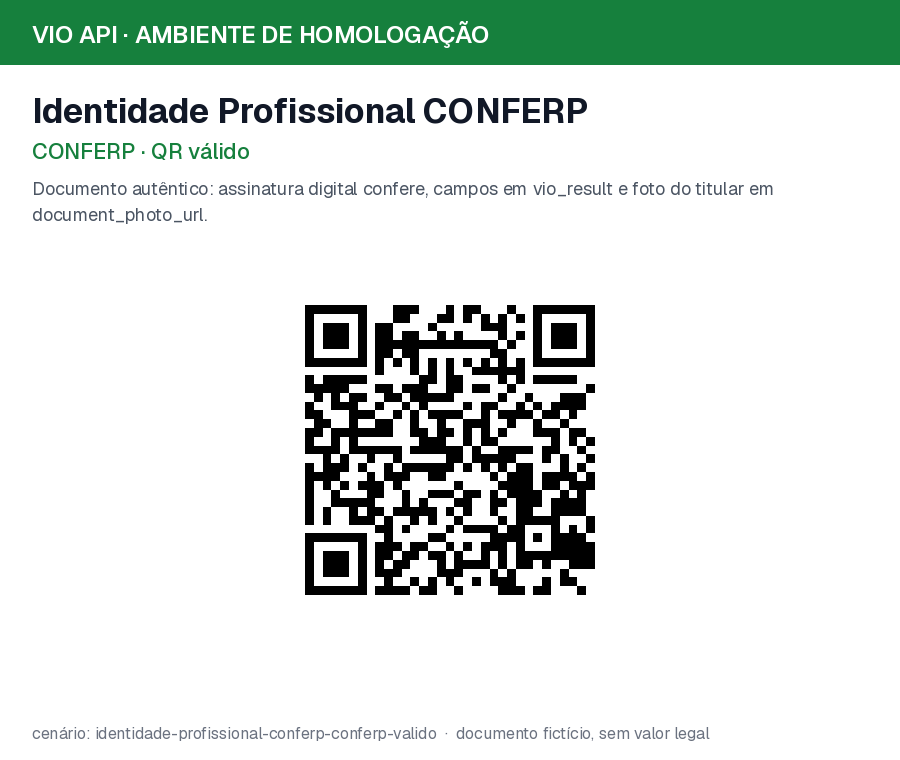 VIO API · AMBIENTE DE HOMOLOGAÇÃO
Identidade Profissional CONFERP
CONFERP · QR válido
Documento autêntico: assinatura digital confere, campos em vio_result e foto do titular em
document_photo_url.
cenário: identidade-profissional-conferp-conferp-valido · documento fictício, sem valor legal